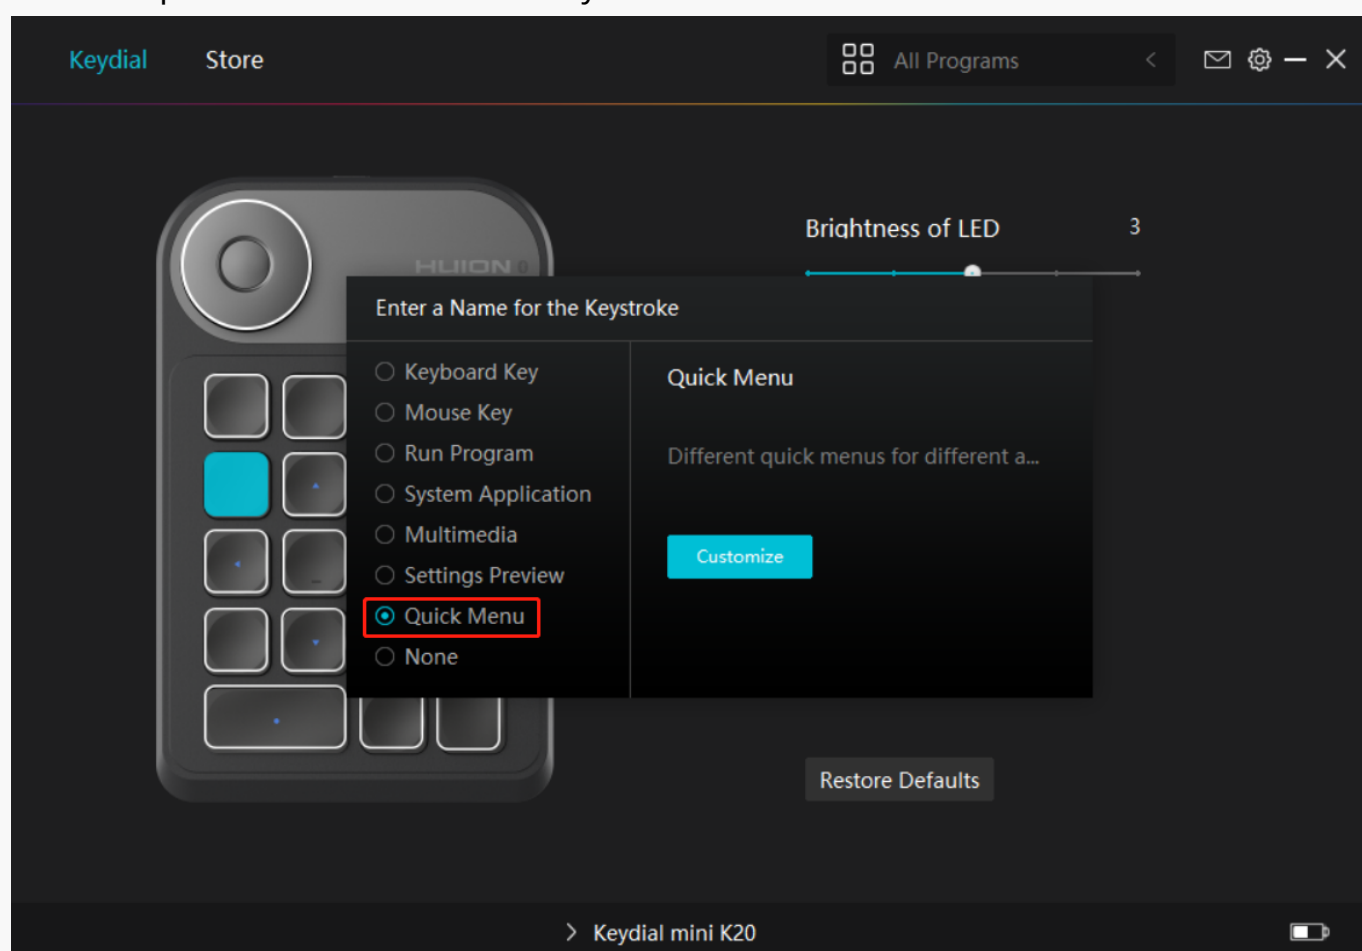 Keydial
Store
All Programs
Brightness of LED 3
HUION
Enter a Name for the Keystroke
Keyboard Key
Mouse Key
Run Program
System Application
Multimedia
Settings Preview
Quick Menu
None
Quick Menu
Different quick menus for different a...
Customize
Restore Defaults
Keydial mini K20